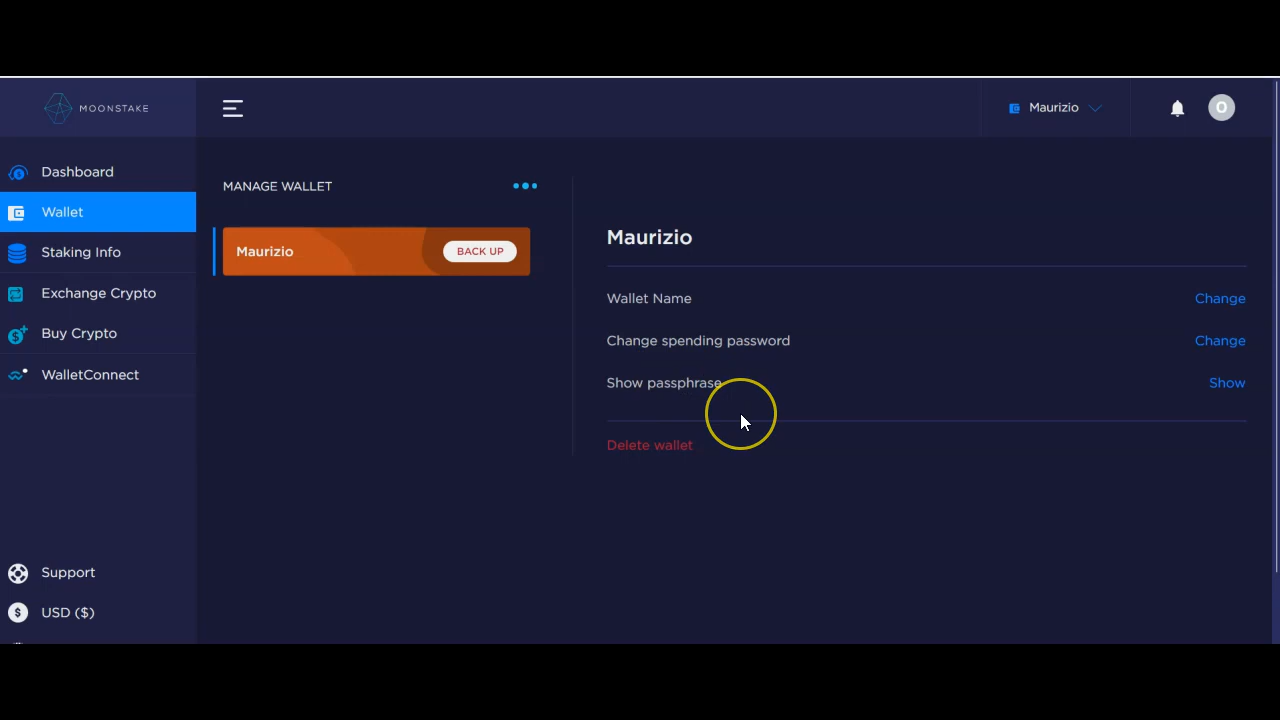 MOONSTAKE
Maurizio
O
Dashboard
Wallet
Staking Info
Exchange Crypto
Buy Crypto
WalletConnect
Support
USD ($)
MANAGE WALLET
Maurizio
BACK UP
Maurizio
Wallet Name
Change
Change spending password
Change
Show passphrase
Show
Delete wallet